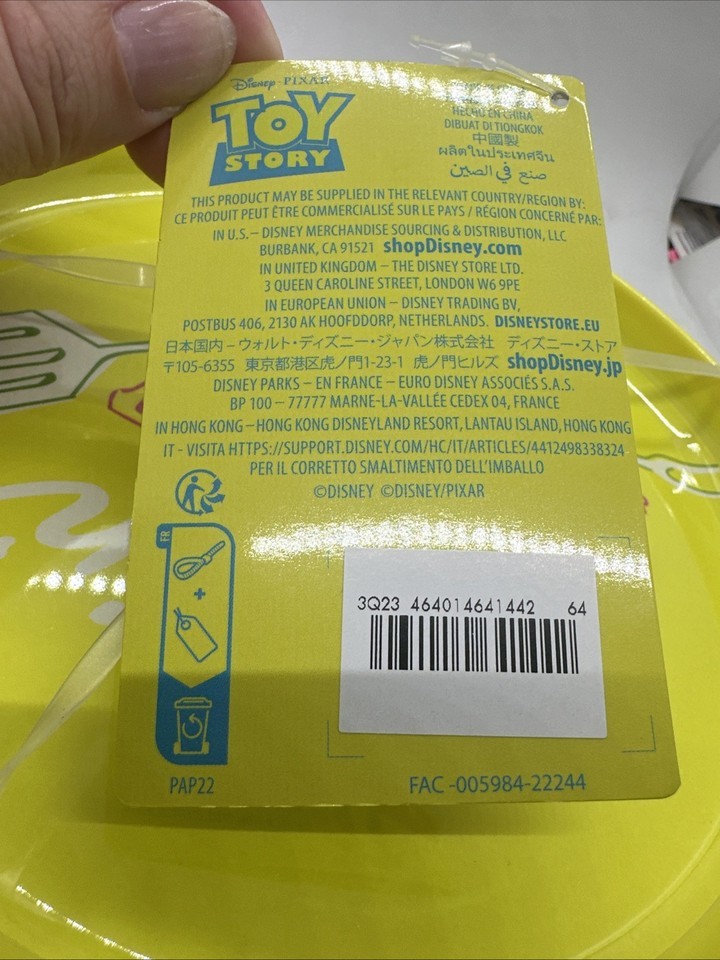 Disney PIXAR
TOY
STORY
HECHO EN CHINA
DIBUAT DI TIONGKOK
中國製
ผลิตในประเทศจีน
صنع في الصين
THIS PRODUCT MAY BE SUPPLIED IN THE RELEVANT COUNTRY/REGION BY:
CE PRODUIT PEUT ÊTRE COMMERCIALISÉ SUR LE PAYS / RÉGION CONCERNÉ PAR:
IN U.S. – DISNEY MERCHANDISE SOURCING & DISTRIBUTION, LLC
BURBANK, CA 91521 shopDisney.com
IN UNITED KINGDOM – THE DISNEY STORE LTD.
3 QUEEN CAROLINE STREET, LONDON W6 9PE
IN EUROPEAN UNION – DISNEY TRADING BV,
POSTBUS 406, 2130 AK HOOFDDORP, NETHERLANDS. DISNEYSTORE.EU
日本国内 – ウォルト・ディズニー・ジャパン株式会社 ディズニー・ストア
〒105-6355 東京都港区虎ノ門1-23-1 虎ノ門ヒルズ shopDisney.jp
DISNEY PARKS – EN FRANCE – EURO DISNEY ASSOCIÉS S.A.S.
BP 100 – 77777 MARNE-LA-VALLÉE CEDEX 04, FRANCE
IN HONG KONG – HONG KONG DISNEYLAND RESORT, LANTAU ISLAND, HONG KONG
IT - VISITA HTTPS://SUPPORT.DISNEY.COM/HC/IT/ARTICLES/4412498338324
PER IL CORRETTO SMALTIMENTO DELL'IMBALLO
©DISNEY ©DISNEY/PIXAR
FR
+
3Q23 464014641442 64
PAP22
FAC -005984-22244